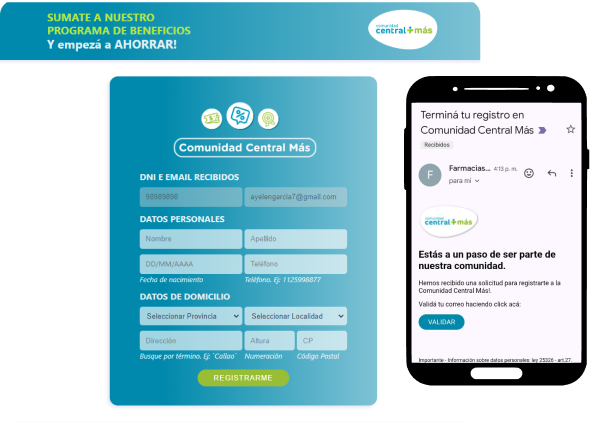 SUMATE A NUESTRO
PROGRAMA DE BENEFICIOS
Y empezá a AHORRAR!
comunidad
central+más
Comunidad Central Más
DNI E EMAIL RECIBIDOS
98989898 ayelengarcia7@gmail.com
DATOS PERSONALES
Nombre Apellido
DD/MM/AAAA Teléfono
Fecha de nacimiento Teléfono. Ej: 1125998877
DATOS DE DOMICILIO
Seleccionar Provincia Seleccionar Localidad
Dirección Altura CP
Busque por término. Ej: `Callao` Numeración Código Postal
REGISTRARME
Terminá tu registro en
Comunidad Central Más
Recibidos
F Farmacias... 4:13 p. m.
para mí
comunidad
central+más
Estás a un paso de ser parte de
nuestra comunidad.
Hemos recibido una solicitud para registrarte a la
Comunidad Central Más!.
Validá tu correo haciendo click acá:
VALIDAR
Importante - Información sobre datos personales: ley 25326 - art.27.